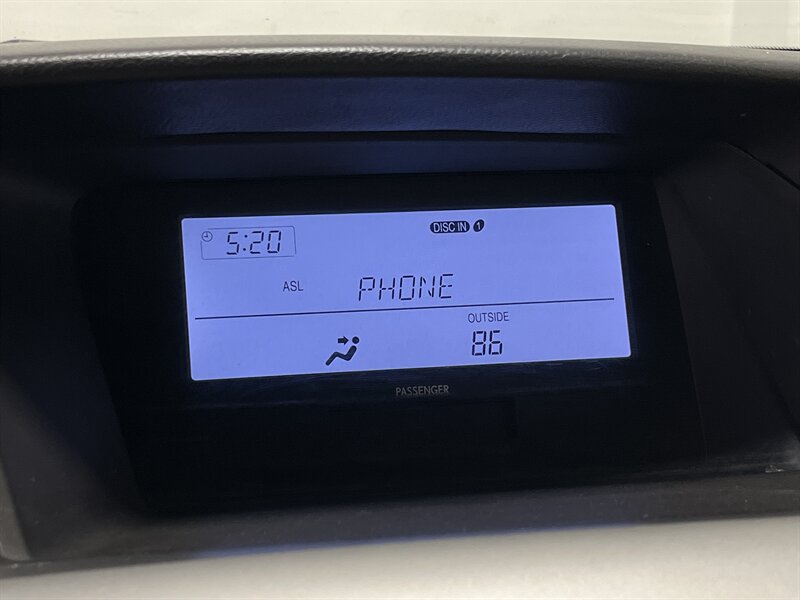 DISC IN 1
5:20
ASL PHONE
OUTSIDE
86
PASSENGER